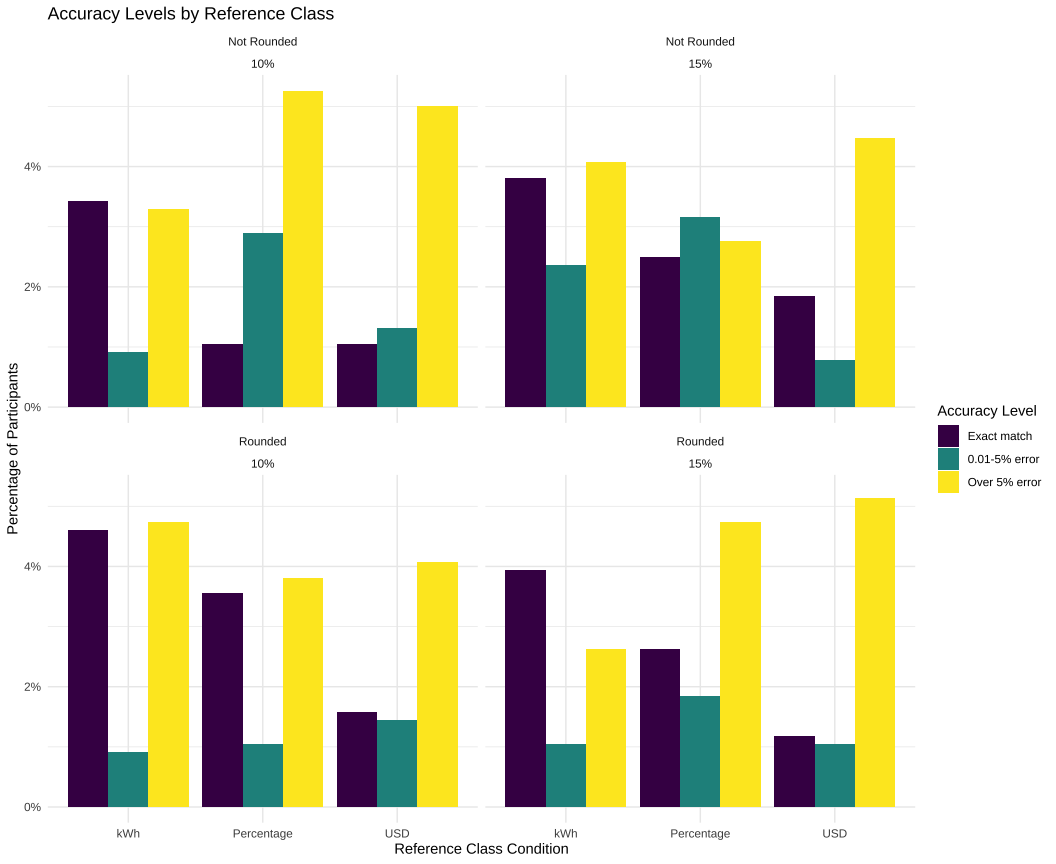 Accuracy Levels by Reference Class
Not Rounded
10%
Not Rounded
15%
4%
2%
0%
Rounded
10%
Rounded
15%
4%
2%
0%
kWh
Percentage
USD
kWh
Percentage
USD
Reference Class Condition
Percentage of Participants
Accuracy Level
Exact match
0.01-5% error
Over 5% error